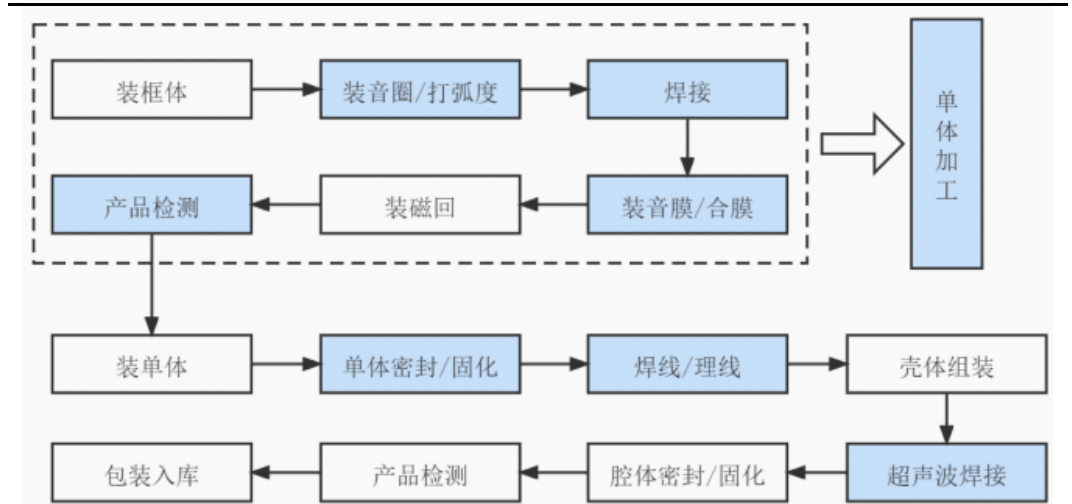 装框体
装音圈/打弧度
焊接
单体加工
产品检测
装磁回
装音膜/合膜
装单体
单体密封/固化
焊线/理线
壳体组装
包装入库
产品检测
腔体密封/固化
超声波焊接